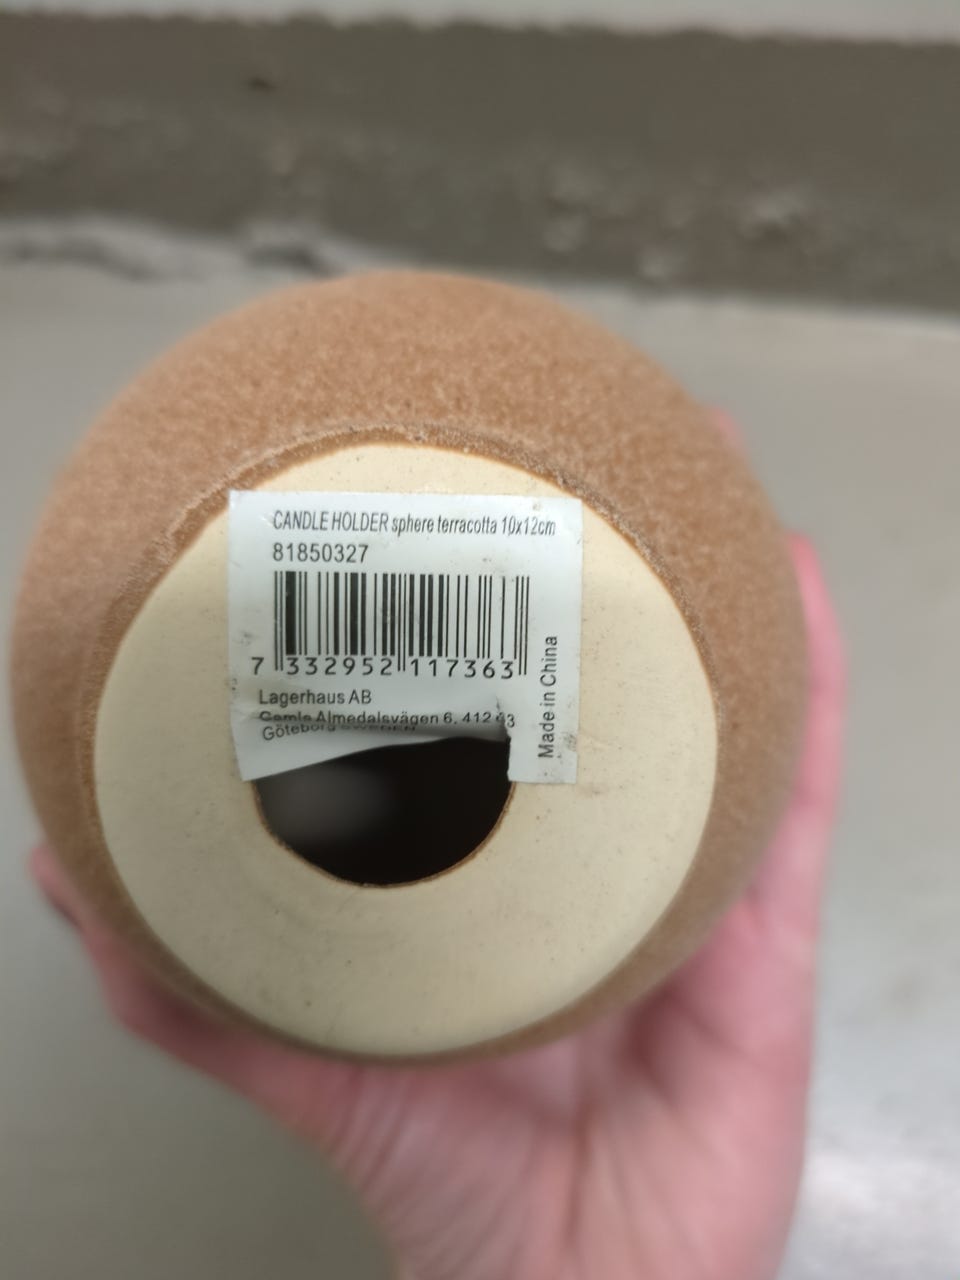 CANDLE HOLDER sphere terracotta 10x12cm
81850327
7 332952 117363
Lagerhaus AB
Gamla Almedalsvägen 6, 412 63
Göteborg SWEDEN
Made in China